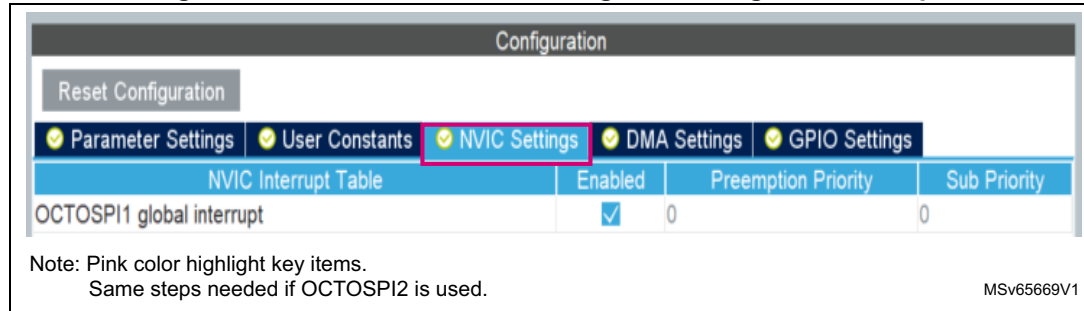 Configuration
Reset Configuration
Parameter Settings User Constants NVIC Settings DMA Settings GPIO Settings
NVIC Interrupt Table Enabled Preemption Priority Sub Priority
OCTOSPI1 global interrupt 0 0
Note: Pink color highlight key items.
Same steps needed if OCTOSPI2 is used.
MSv65669V1